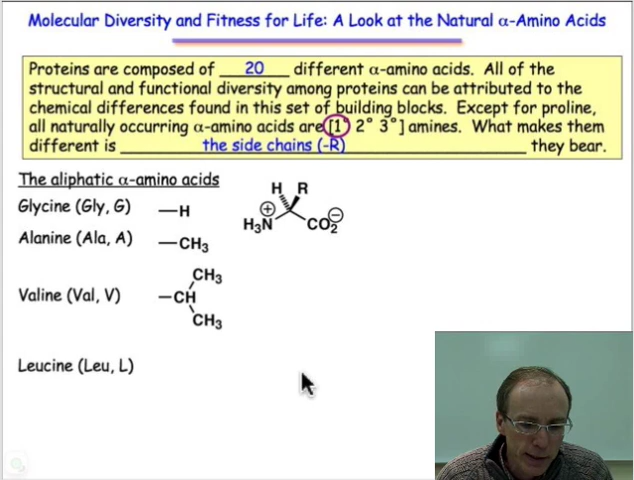 Molecular Diversity and Fitness for Life: A Look at the Natural α-Amino Acids
Proteins are composed of __20__ different α-amino acids. All of the
structural and functional diversity among proteins can be attributed to the
chemical differences found in this set of building blocks. Except for proline,
all naturally occurring α-amino acids are [1° 2° 3°] amines. What makes them
different is ___the side chains (-R)___ they bear.
The aliphatic α-amino acids
H R
Glycine (Gly, G) —H
⊕ ⊖
H₃N CO₂
Alanine (Ala, A) —CH₃
CH₃
Valine (Val, V) —CH
CH₃
Leucine (Leu, L)